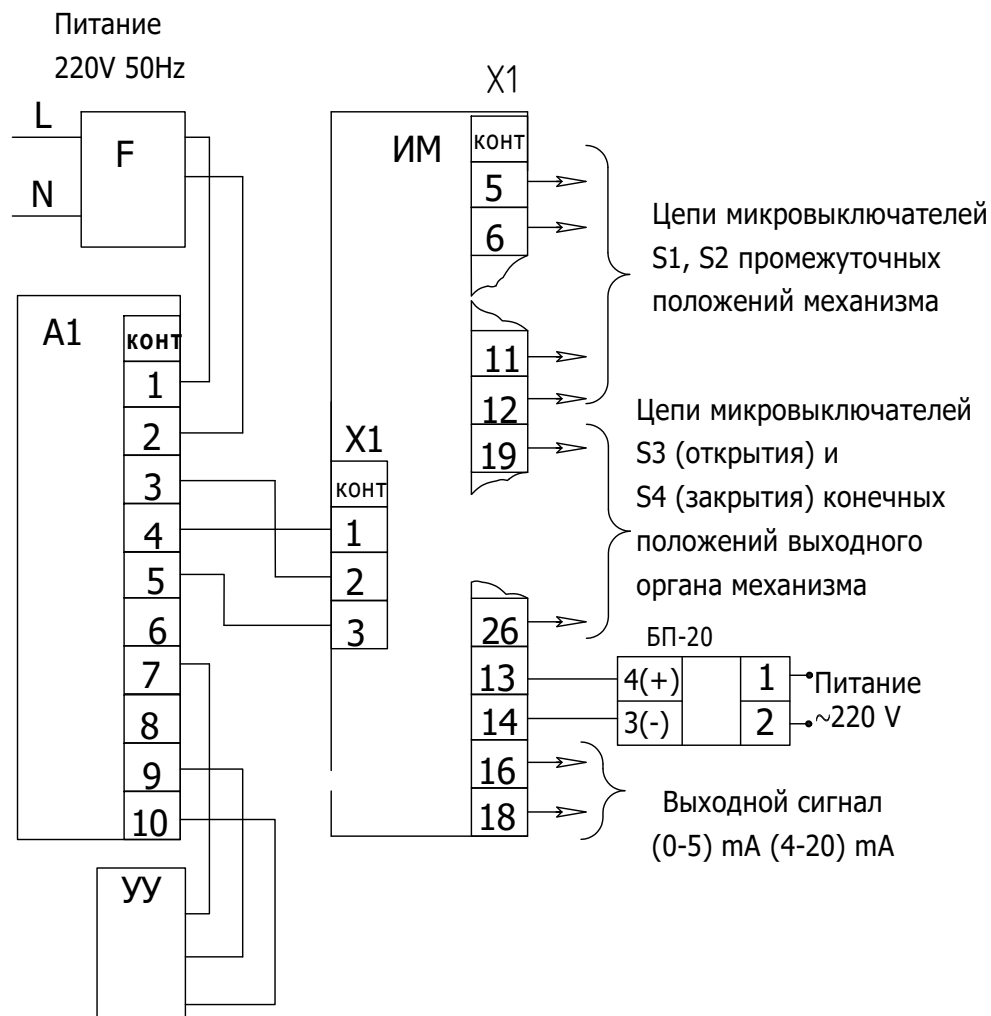 Питание
220V 50Hz
L
N
F
А1
конт
1
2
3
4
5
6
7
8
9
10
УУ
X1
ИМ
конт
5
6
11
12
19
26
13
14
16
18
X1
конт
1
2
3
Цепи микровыключателей
S1, S2 промежуточных
положений механизма
Цепи микровыключателей
S3 (открытия) и
S4 (закрытия) конечных
положений выходного
органа механизма
БП-20
4(+)
3(-)
1
2
Питание
~220 V
Выходной сигнал
(0-5) mA (4-20) mA